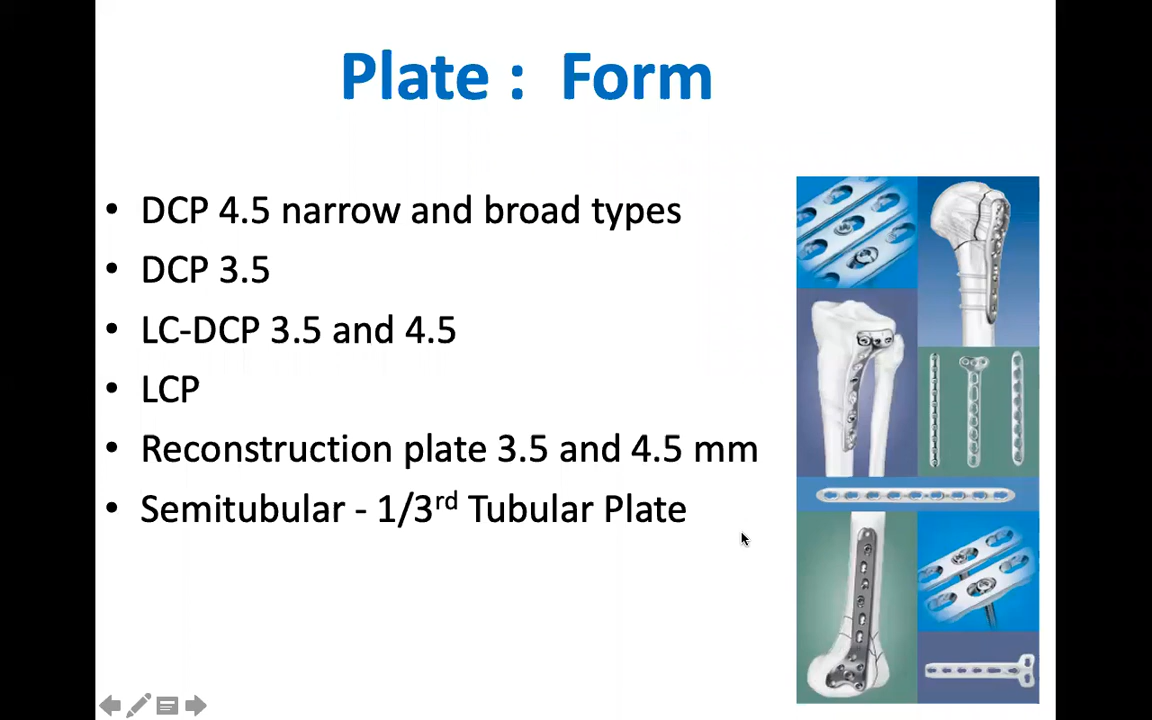 Plate : Form
• DCP 4.5 narrow and broad types
• DCP 3.5
• LC-DCP 3.5 and 4.5
• LCP
• Reconstruction plate 3.5 and 4.5 mm
• Semitubular - 1/3rd Tubular Plate